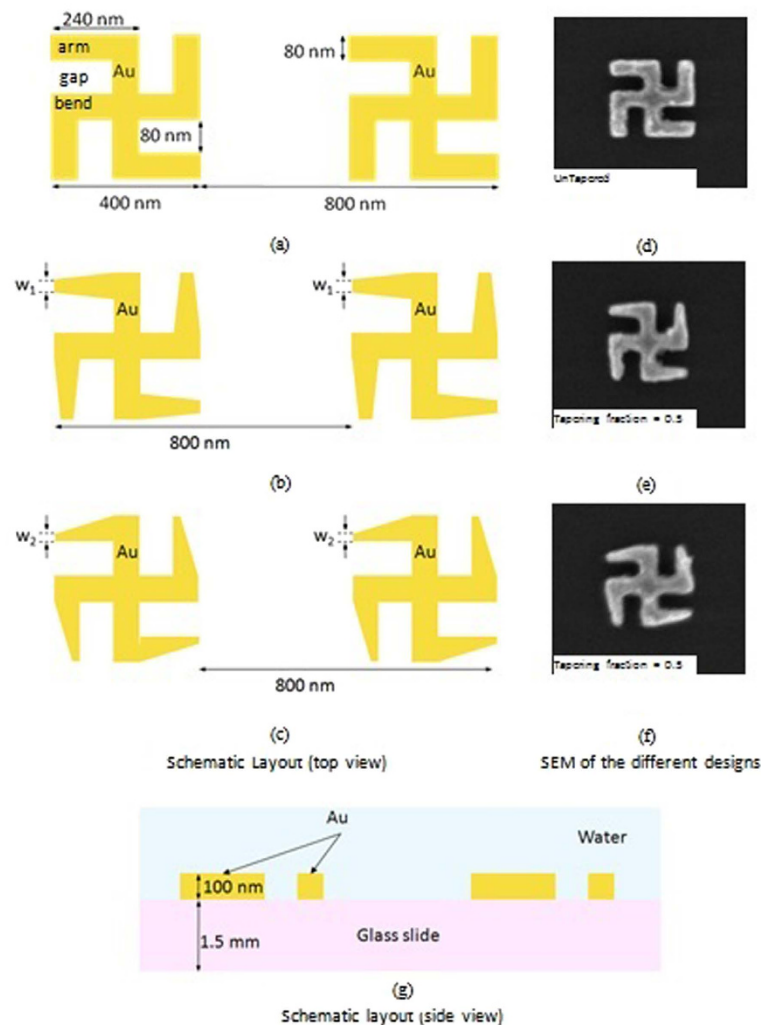 240 nm
arm
gap
bend
Au
80 nm
400 nm
80 nm
Au
800 nm
UnTapered
(a)
(d)
W₁
Au
W₁
Au
800 nm
Tapering fraction = 0.5
(b)
(e)
W₂
Au
W₂
Au
800 nm
Tapering fraction = 0.5
(c)
(f)
Schematic Layout (top view)
SEM of the different designs
Au
Water
100 nm
1.5 mm
Glass slide
(g)
Schematic layout (side view)